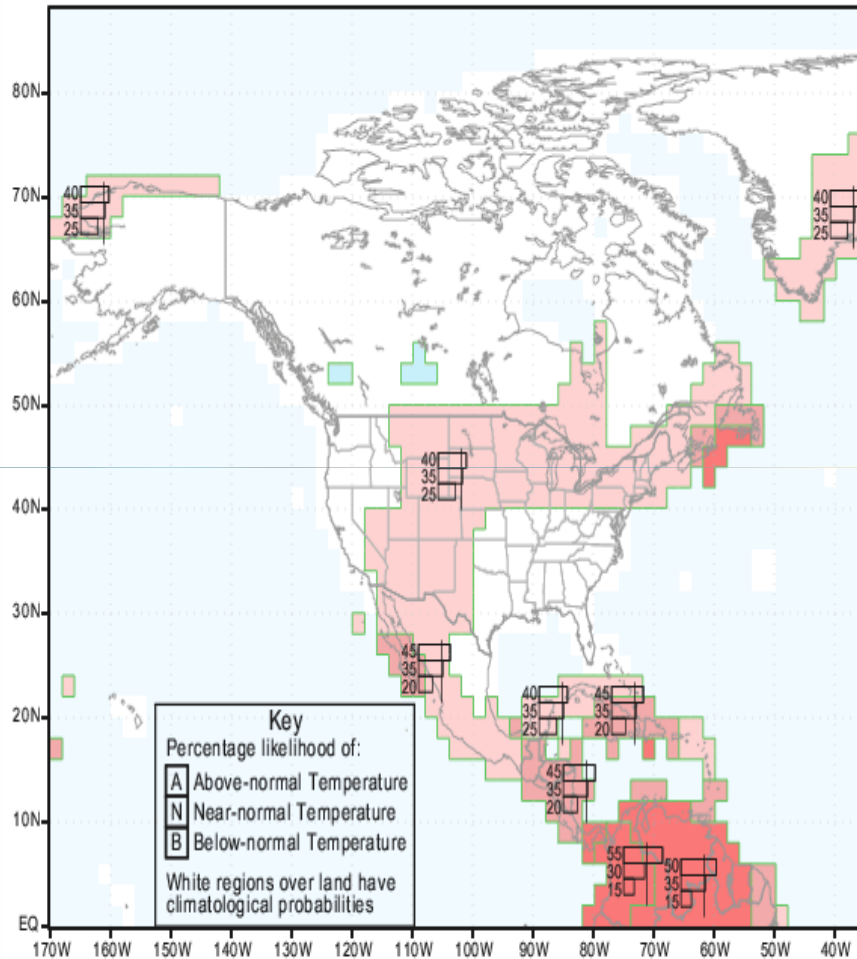 80N
40
35
25
70N
40
35
25
60N
50N
40
35
25
40N
30N
45
35
20
40
35
25
45
35
20
20N
Key
Percentage likelihood of:
A Above-normal Temperature
N Near-normal Temperature
B Below-normal Temperature
White regions over land have
climatological probabilities
45
35
20
10N
55
30
15
50
35
15
EQ
170W 160W 150W 140W 130W 120W 110W 100W 90W 80W 70W 60W 50W 40W